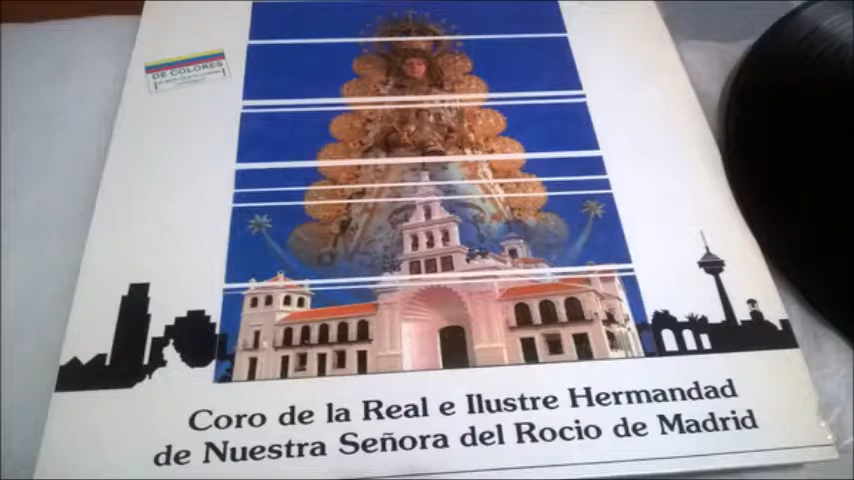 DE COLORES
Coro de la Real e Ilustre Hermandad
de Nuestra Señora del Rocio de Madrid